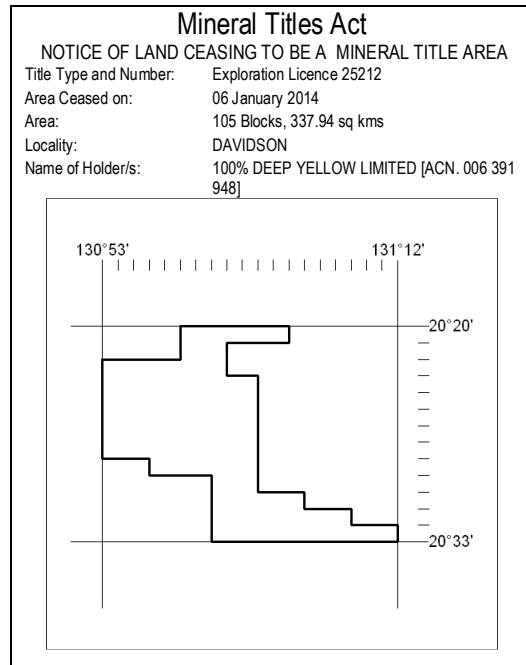 Mineral Titles Act
NOTICE OF LAND CEASING TO BE A MINERAL TITLE AREA
Title Type and Number: Exploration Licence 25212
Area Ceased on: 06 January 2014
Area: 105 Blocks, 337.94 sq kms
Locality: DAVIDSON
Name of Holder/s: 100% DEEP YELLOW LIMITED [ACN. 006 391
948]
130°53' 131°12'
20°20'
20°33'